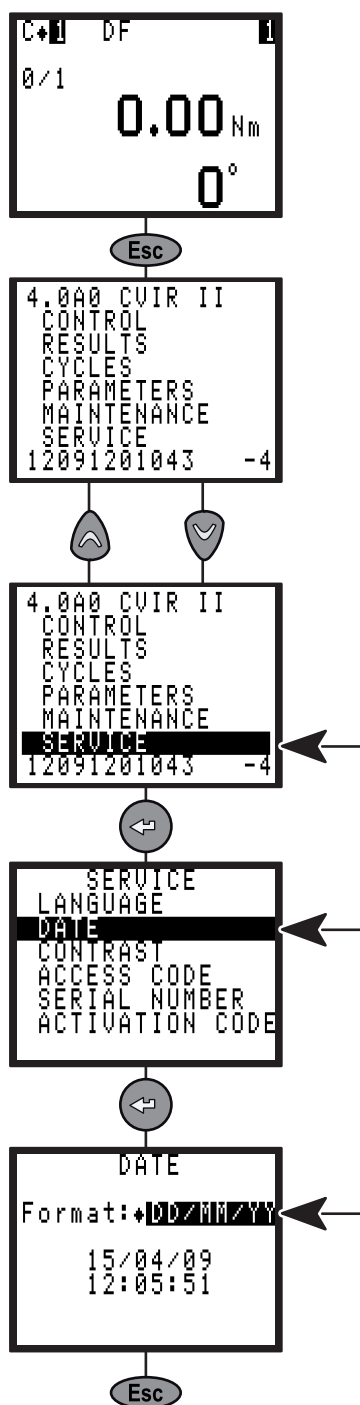 C♦1 DF 1
0/1
0.00 Nm
0°
Esc
4.0A0 CVIR II
CONTROL
RESULTS
CYCLES
PARAMETERS
MAINTENANCE
SERVICE
12091201043 -4
4.0A0 CVIR II
CONTROL
RESULTS
CYCLES
PARAMETERS
MAINTENANCE
SERVICE
12091201043 -4
SERVICE
LANGUAGE
DATE
CONTRAST
ACCESS CODE
SERIAL NUMBER
ACTIVATION CODE
DATE
Format:♦DD/MM/YY
15/04/09
12:05:51
Esc